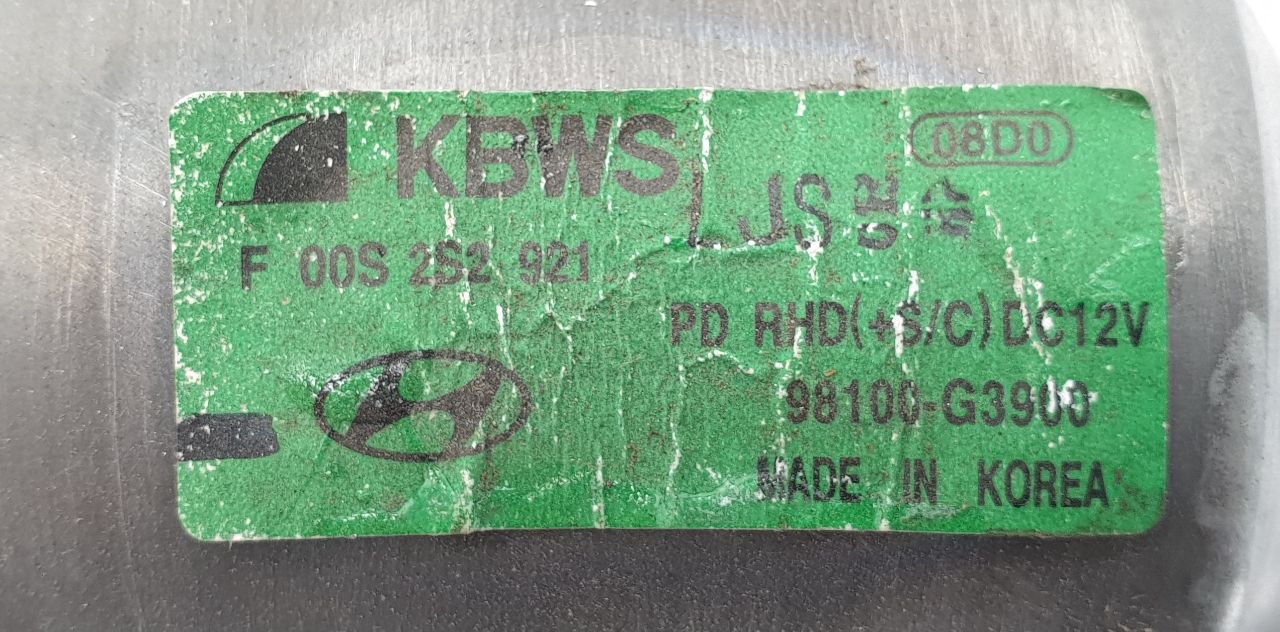 KBWS
08D0
LJS
F 00S 2S2 921
PD RHD(+S/C)DC12V
98100-G3900
MADE IN KOREA